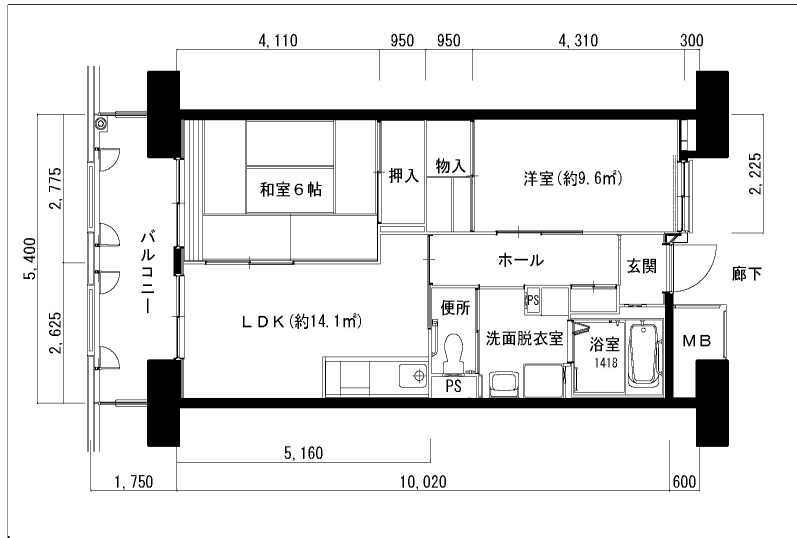 4,110 950 950 4,310 300
2,775
5,400
2,625
2,225
和室6帖
押入
物入
洋室(約9.6㎡)
バルコニー
ホール
玄関
廊下
LDK(約14.1㎡)
便所
PS
洗面脱衣室
浴室
1418
MB
PS
5,160
1,750 10,020 600